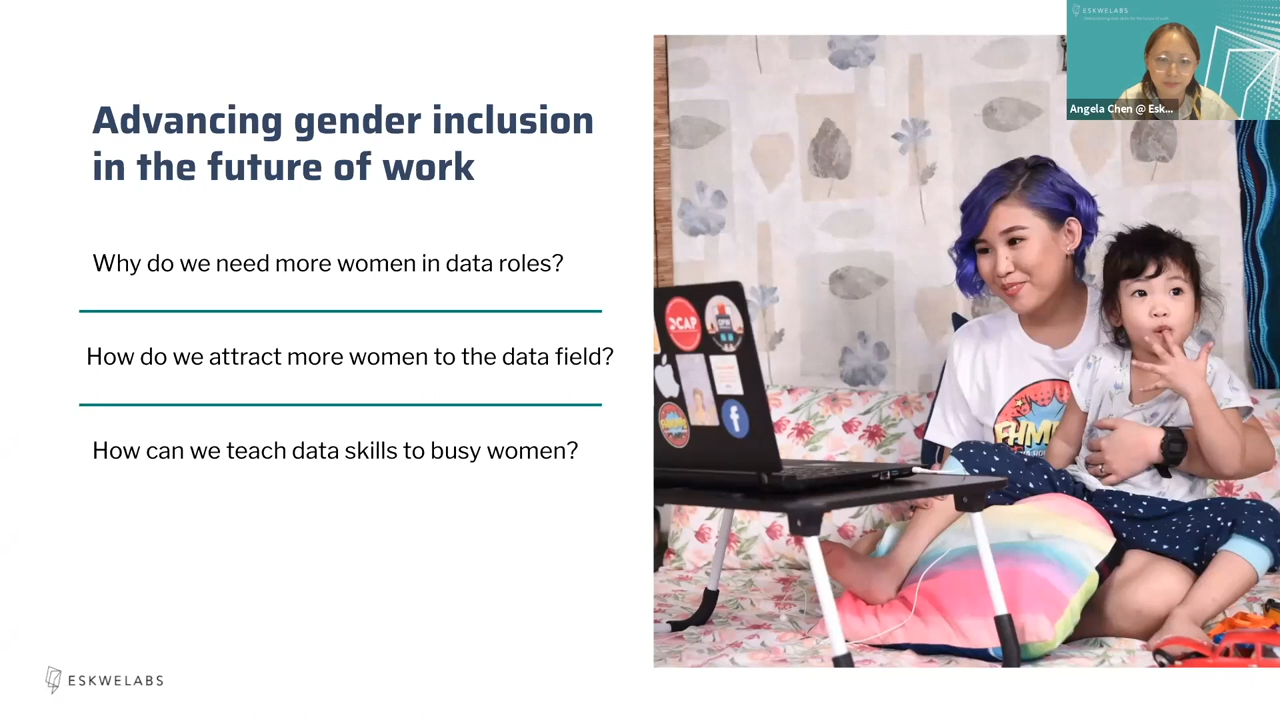 ESKWELABS
Angela Chen @ Esk...
Advancing gender inclusion
in the future of work
Why do we need more women in data roles?
How do we attract more women to the data field?
How can we teach data skills to busy women?
DCAP
FHM
ESKWELABS